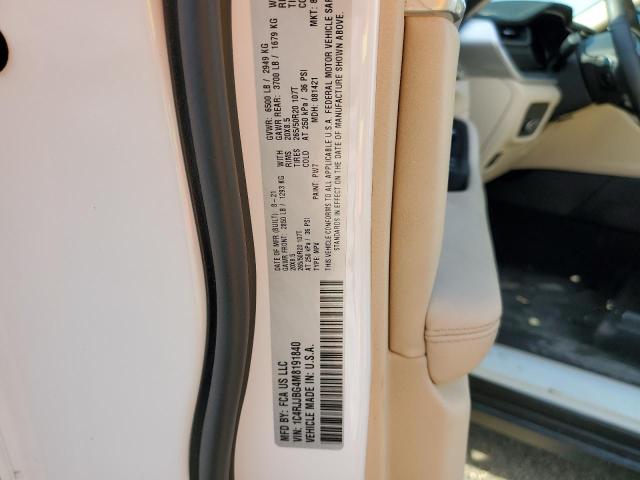 MFD BY: FCA US LLC
DATE OF MFR (BUILT) 8-21
GVWR: 6500 LB / 2949 KG
GAWR FRONT: 2850 LB / 1293 KG
WITH
GAWR REAR: 3700 LB / 1679 KG
20X8.5
RIMS
20X8.5
265/50R20 107T
TIRES
265/50R20 107T
AT 250 kPa / 36 PSI
COLD
AT 250 kPa / 36 PSI
VIN: 1C4RJJBG4M8191840
TYPE: MPV
PAINT: PW7
MDH: 081421
MKT:
VEHICLE MADE IN: U.S.A.
THIS VEHICLE CONFORMS TO ALL APPLICABLE U.S.A. FEDERAL MOTOR VEHICLE
STANDARDS IN EFFECT ON THE DATE OF MANUFACTURE SHOWN ABOVE.